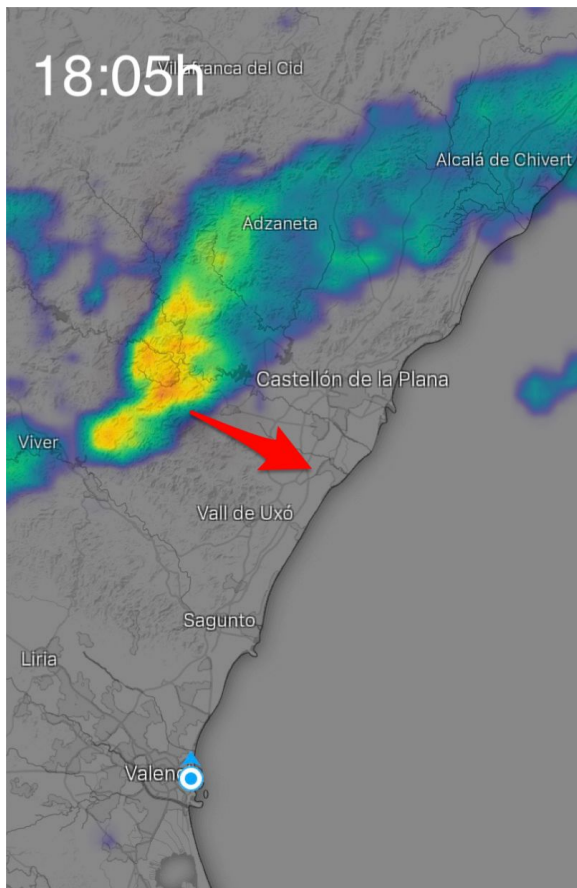 18:05h
Villafranca del Cid
Alcalá de Chivert
Adzaneta
Castellón de la Plana
Viver
Vall de Uxó
Sagunto
Liria